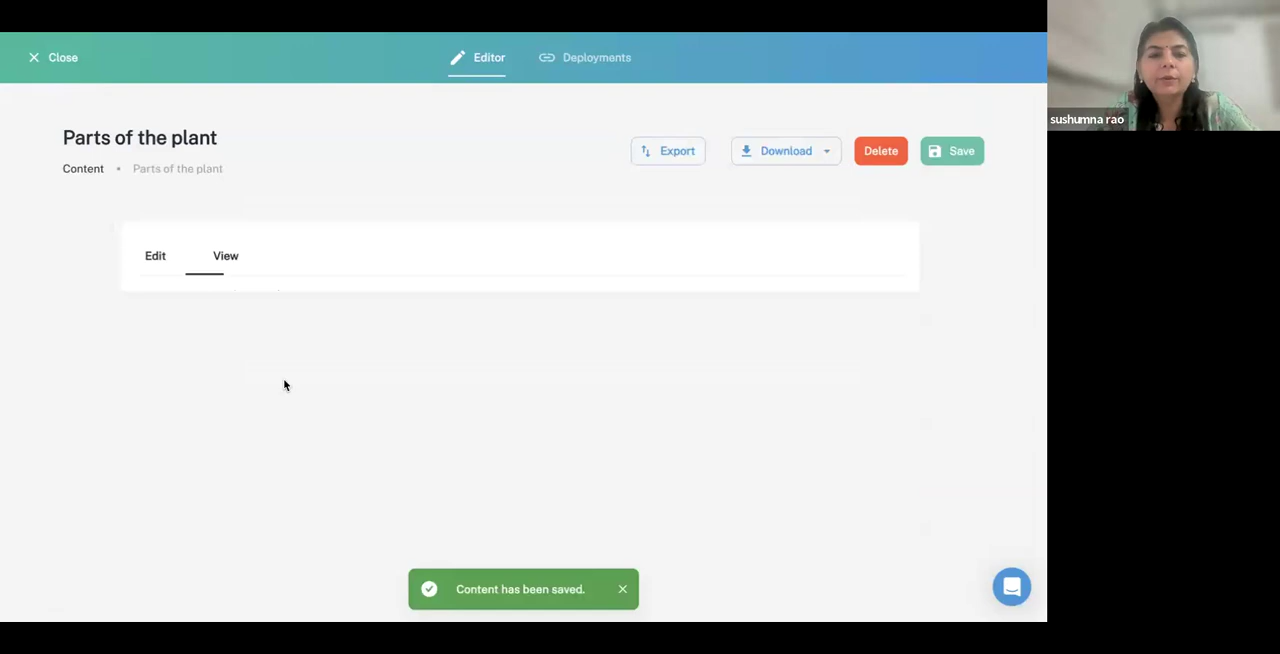 Close
Editor
Deployments
sushumna rao
Parts of the plant
Export
Download
Delete
Save
Content • Parts of the plant
Edit
View
Content has been saved.